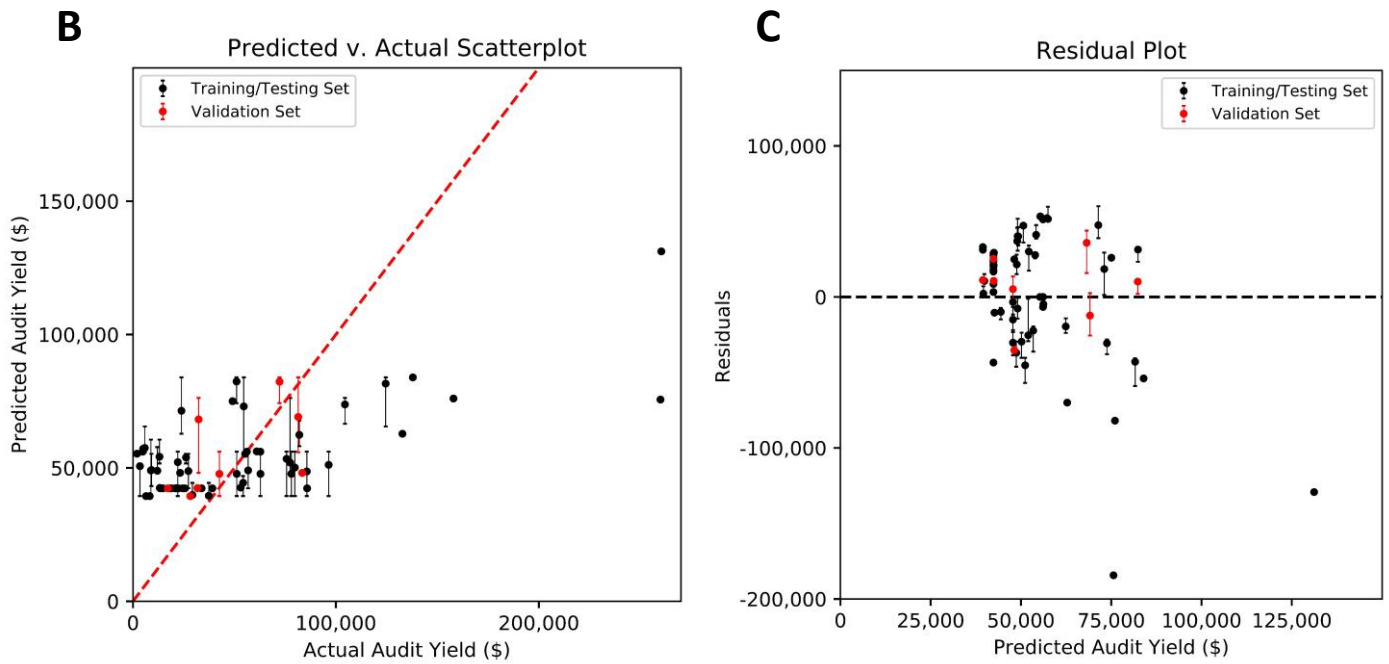 B
Predicted v. Actual Scatterplot
Training/Testing Set
Validation Set
150,000
100,000
50,000
0
Predicted Audit Yield ($)
0
100,000
200,000
Actual Audit Yield ($)
C
Residual Plot
Training/Testing Set
Validation Set
100,000
0
-100,000
-200,000
Residuals
0
25,000
50,000
75,000
100,000
125,000
Predicted Audit Yield ($)